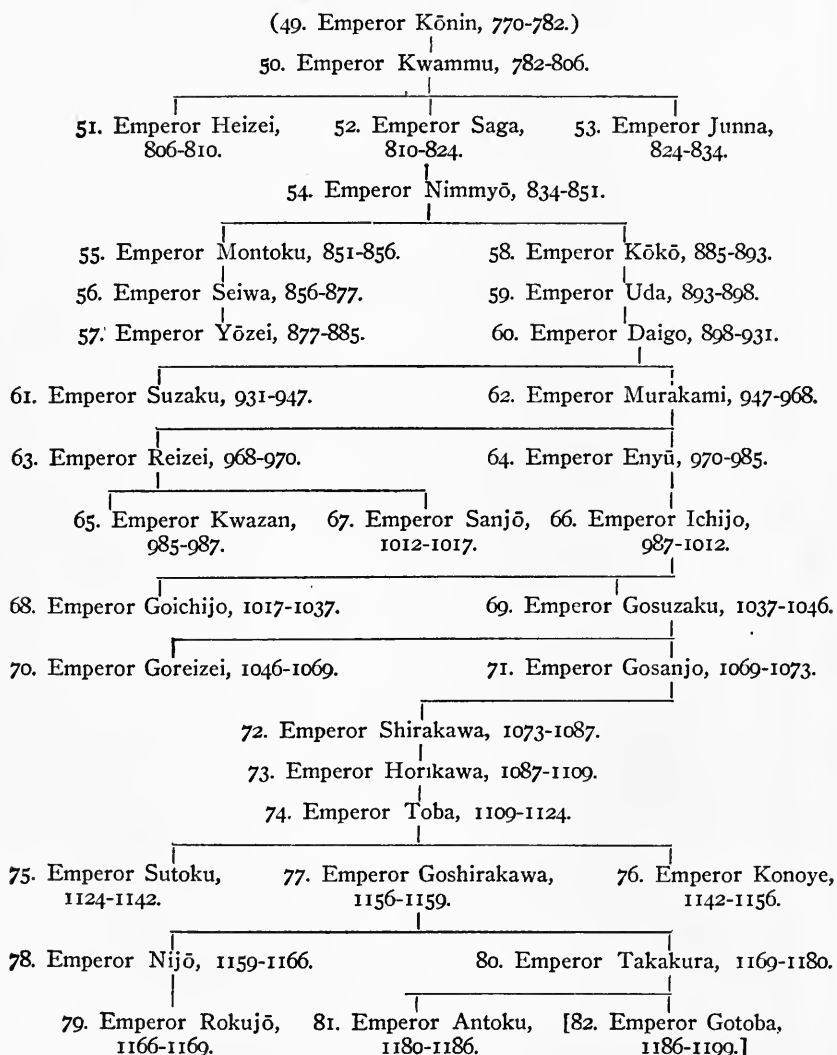 (49. Emperor Kōnin, 770-782.)
50. Emperor Kwammu, 782-806.
51. Emperor Heizei, 52. Emperor Saga, 53. Emperor Junna,
806-810. 810-824. 824-834.
54. Emperor Nimmyō, 834-851.
55. Emperor Montoku, 851-856. 58. Emperor Kōkō, 885-893.
56. Emperor Seiwa, 856-877. 59. Emperor Uda, 893-898.
57. Emperor Yōzei, 877-885. 60. Emperor Daigo, 898-931.
61. Emperor Suzaku, 931-947. 62. Emperor Murakami, 947-968.
63. Emperor Reizei, 968-970. 64. Emperor Enyū, 970-985.
65. Emperor Kwazan, 67. Emperor Sanjō, 66. Emperor Ichijo,
985-987. 1012-1017. 987-1012.
68. Emperor Goichijo, 1017-1037. 69. Emperor Gosuzaku, 1037-1046.
70. Emperor Goreizei, 1046-1069. 71. Emperor Gosanjo, 1069-1073.
72. Emperor Shirakawa, 1073-1087.
73. Emperor Horikawa, 1087-1109.
74. Emperor Toba, 1109-1124.
75. Emperor Sutoku, 77. Emperor Goshirakawa, 76. Emperor Konoye,
1124-1142. 1156-1159. 1142-1156.
78. Emperor Nijō, 1159-1166. 80. Emperor Takakura, 1169-1180.
79. Emperor Rokujō, 81. Emperor Antoku, [82. Emperor Gotoba,
1166-1169. 1180-1186. 1186-1199.]